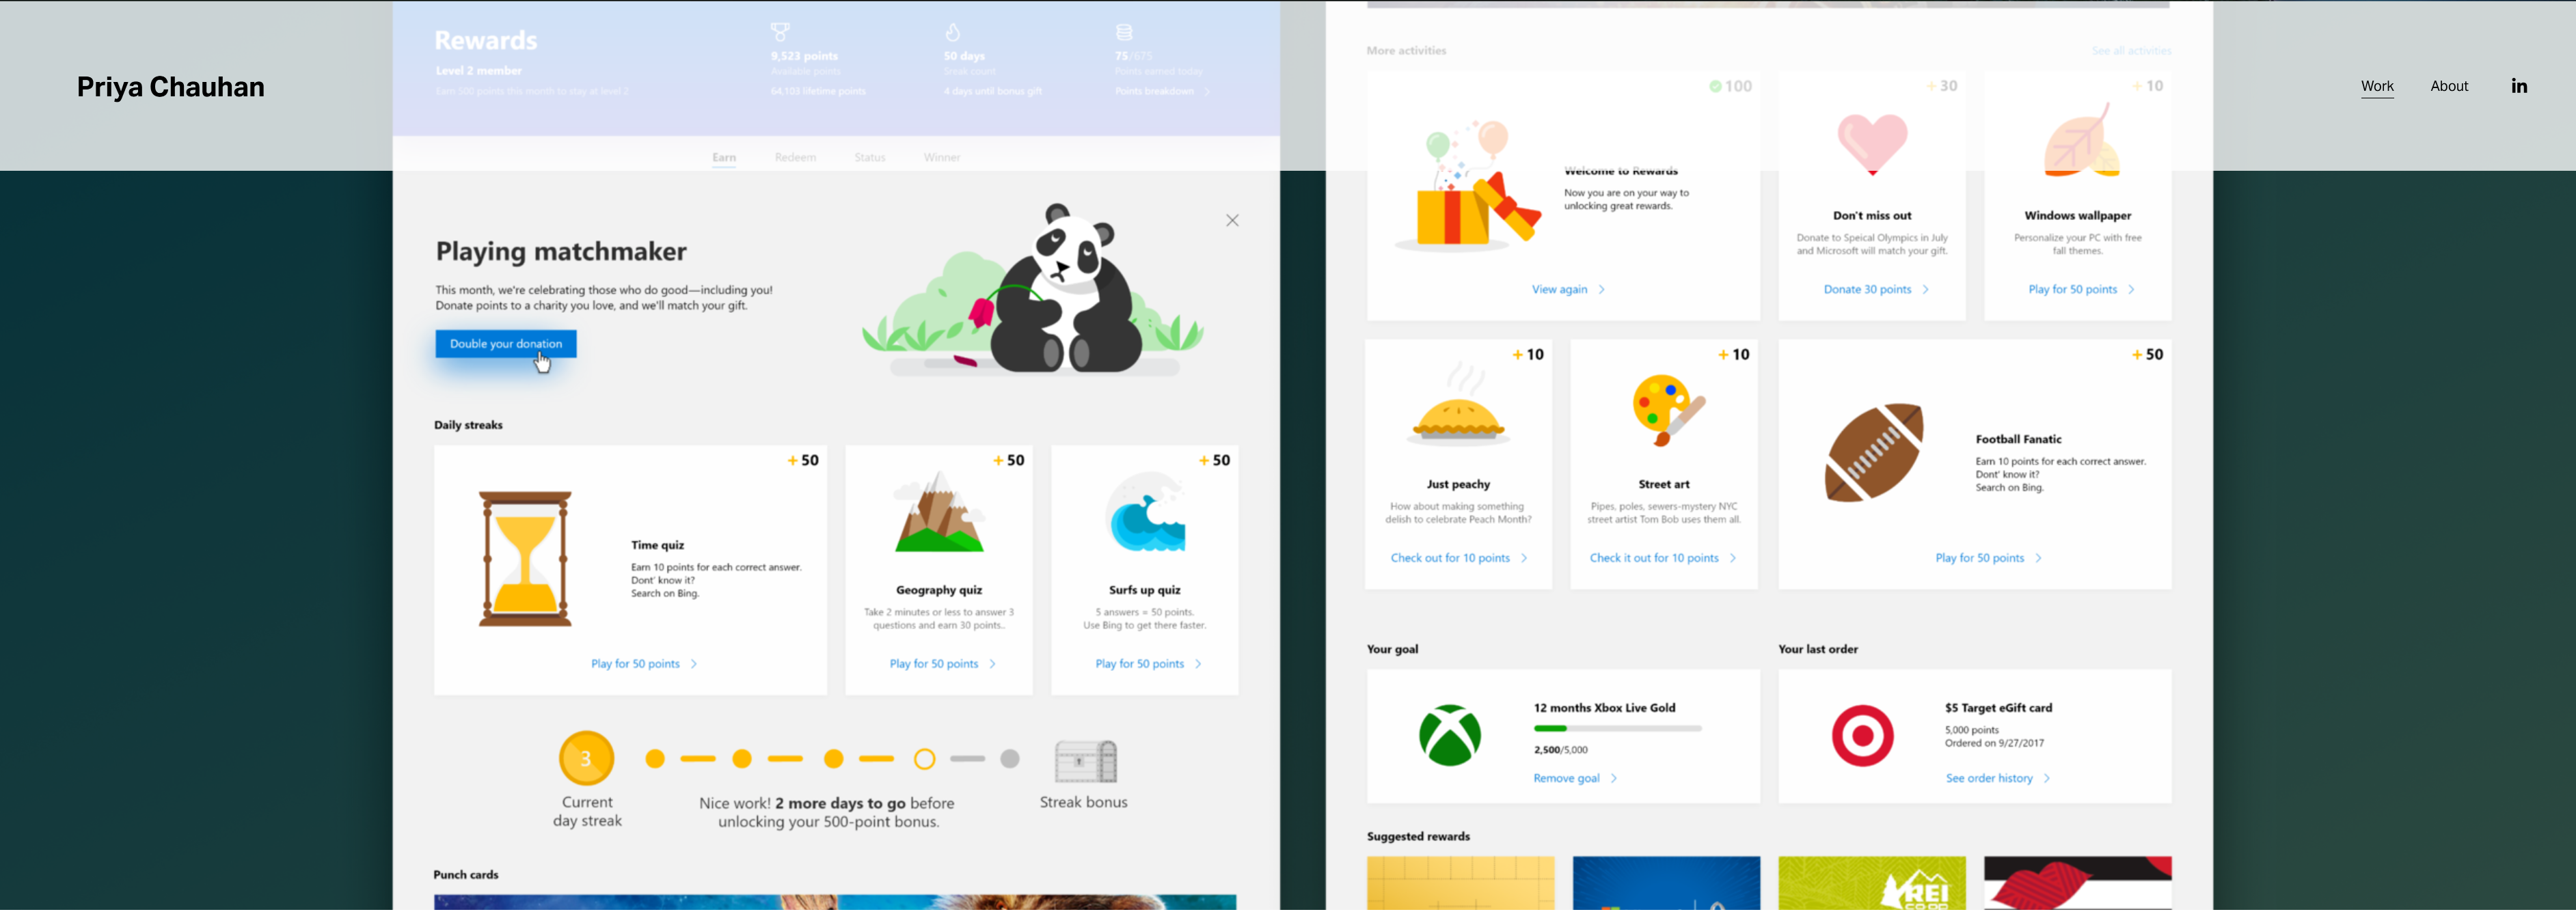 Priya Chauhan
Work
About
in
Rewards
Level 2 member
Earn 500 points this month to stay at level 2
9,523 points
Available points
64,103 lifetime points
50 days
Streak count
4 days until bonus gift
75/675
Points earned today
Points breakdown
Earn
Redeem
Status
Winner
Playing matchmaker
This month, we're celebrating those who do good—including you!
Donate points to a charity you love, and we'll match your gift.
Double your donation
Daily streaks
+ 50
Time quiz
Earn 10 points for each correct answer.
Dont' know it?
Search on Bing.
Play for 50 points
+ 50
Geography quiz
Take 2 minutes or less to answer 3
questions and earn 30 points..
Play for 50 points
+ 50
Surfs up quiz
5 answers = 50 points.
Use Bing to get there faster.
Play for 50 points
3
Current
day streak
Nice work! 2 more days to go before
unlocking your 500-point bonus.
Streak bonus
Punch cards
More activities
See all activities
100
Welcome to Rewards
Now you are on your way to
unlocking great rewards.
View again
+ 30
Don't miss out
Donate to Speical Olympics in July
and Microsoft will match your gift.
Donate 30 points
+ 10
Windows wallpaper
Personalize your PC with free
fall themes.
Play for 50 points
+ 10
Just peachy
How about making something
delish to celebrate Peach Month?
Check out for 10 points
+ 10
Street art
Pipes, poles, sewers-mystery NYC
street artist Tom Bob uses them all.
Check it out for 10 points
+ 50
Football Fanatic
Earn 10 points for each correct answer.
Dont' know it?
Search on Bing.
Play for 50 points
Your goal
12 months Xbox Live Gold
2,500/5,000
Remove goal
Your last order
$5 Target eGift card
5,000 points
Ordered on 9/27/2017
See order history
Suggested rewards
REI